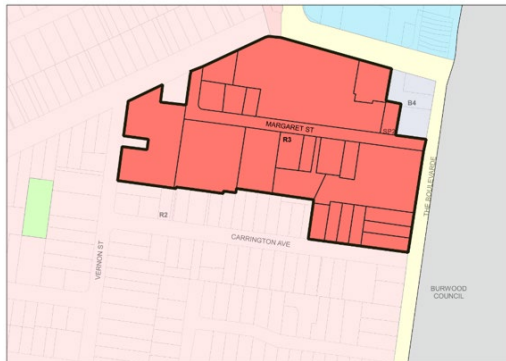 B4
MARGARET ST
SP2
R3
THE BOULEVARDE
R2
CARRINGTON AVE
VERNON ST
BURWOOD
COUNCIL